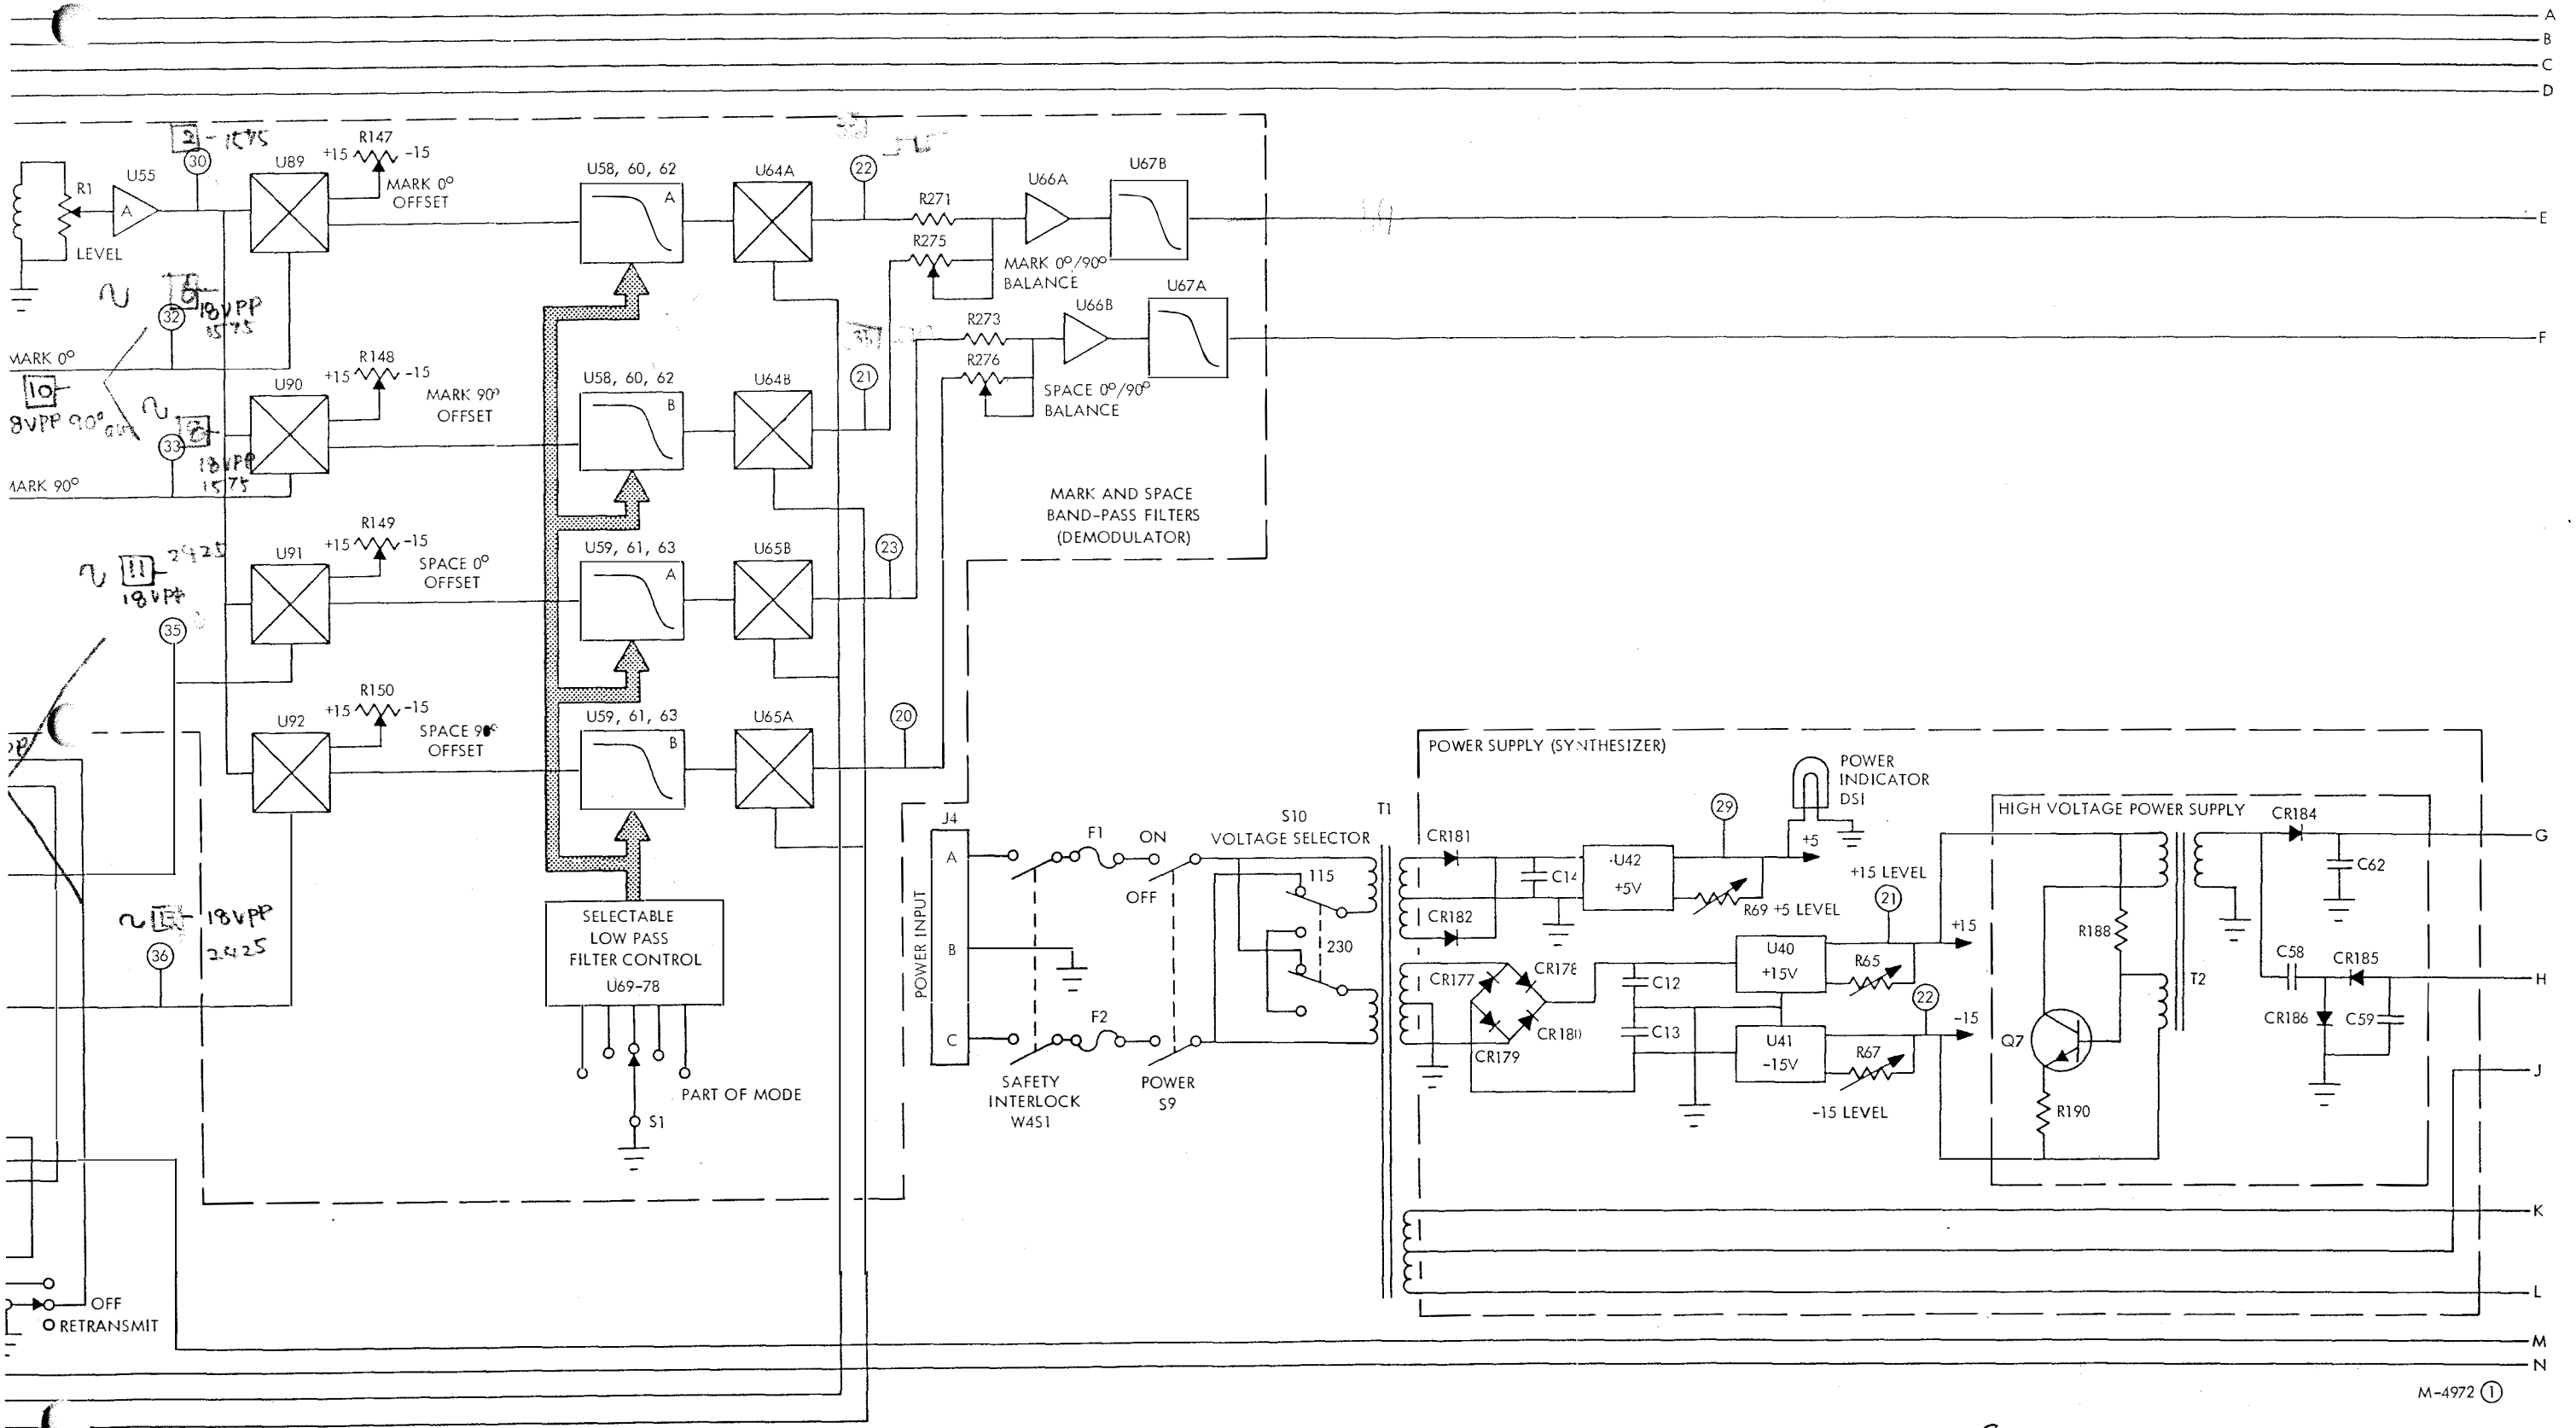 A
B
C
D
2 - 1575
30
U89
R147
+15
-15
MARK 0°
OFFSET
U58, 60, 62
A
U64A
22
U66A
U67B
R1
U55
A
LEVEL
R271
R275
MARK 0°/90°
BALANCE
E
18VPP
1575
32
MARK 0°
10
8VPP 90°
U90
R148
+15
-15
MARK 90°
OFFSET
U58, 60, 62
B
U64B
21
R273
R276
U66B
U67A
SPACE 0°/90°
BALANCE
F
33
18VPP
1575
MARK 90°
MARK AND SPACE
BAND-PASS FILTERS
(DEMODULATOR)
11 2425
18VPP
35
U91
R149
+15
-15
SPACE 0°
OFFSET
U59, 61, 63
A
U65B
23
U92
R150
+15
-15
SPACE 90°
OFFSET
U59, 61, 63
B
U65A
20
18VPP
2425
36
SELECTABLE
LOW PASS
FILTER CONTROL
U69-78
PART OF MODE
S1
OFF
RETRANSMIT
J4
POWER INPUT
A
B
C
F1
F2
ON
OFF
SAFETY
INTERLOCK
W4S1
POWER
S9
S10
VOLTAGE SELECTOR
115
230
T1
POWER SUPPLY (SYNTHESIZER)
CR181
CR182
C14
U42
+5V
29
POWER
INDICATOR
DS1
+5
R69 +5 LEVEL
CR177
CR178
CR179
CR180
C12
C13
U40
+15V
U41
-15V
+15 LEVEL
21
+15
R65
22
-15
R67
-15 LEVEL
HIGH VOLTAGE POWER SUPPLY
CR184
C62
R188
T2
Q7
R190
C58
CR185
CR186
C59
G
H
J
K
L
M
N
M-4972 1